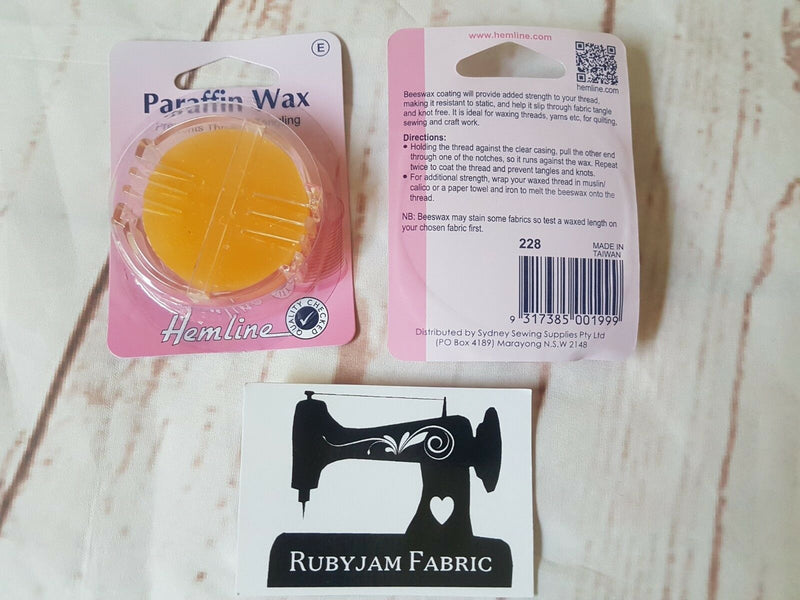 E
Paraffin Wax
Hemline
QUALITY CHECKED
www.hemline.com
hemline.com
Beeswax coating will provide added strength to your thread,
making it resistant to static, and help it slip through fabric tangle
and knot free. It is ideal for waxing threads, yarns etc, for quilting,
sewing and craft work.
Directions:
• Holding the thread against the clear casing, pull the other end
through one of the notches, so it runs against the wax. Repeat
twice to coat the thread and prevent tangles and knots.
• For additional strength, wrap your waxed thread in muslin/
calico or a paper towel and iron to melt the beeswax onto the
thread.
NB: Beeswax may stain some fabrics so test a waxed length on
your chosen fabric first.
228
MADE IN
TAIWAN
9 317385 001999
Distributed by Sydney Sewing Supplies Pty Ltd
(PO Box 4189) Marayong N.S.W 2148
RUBYJAM FABRIC